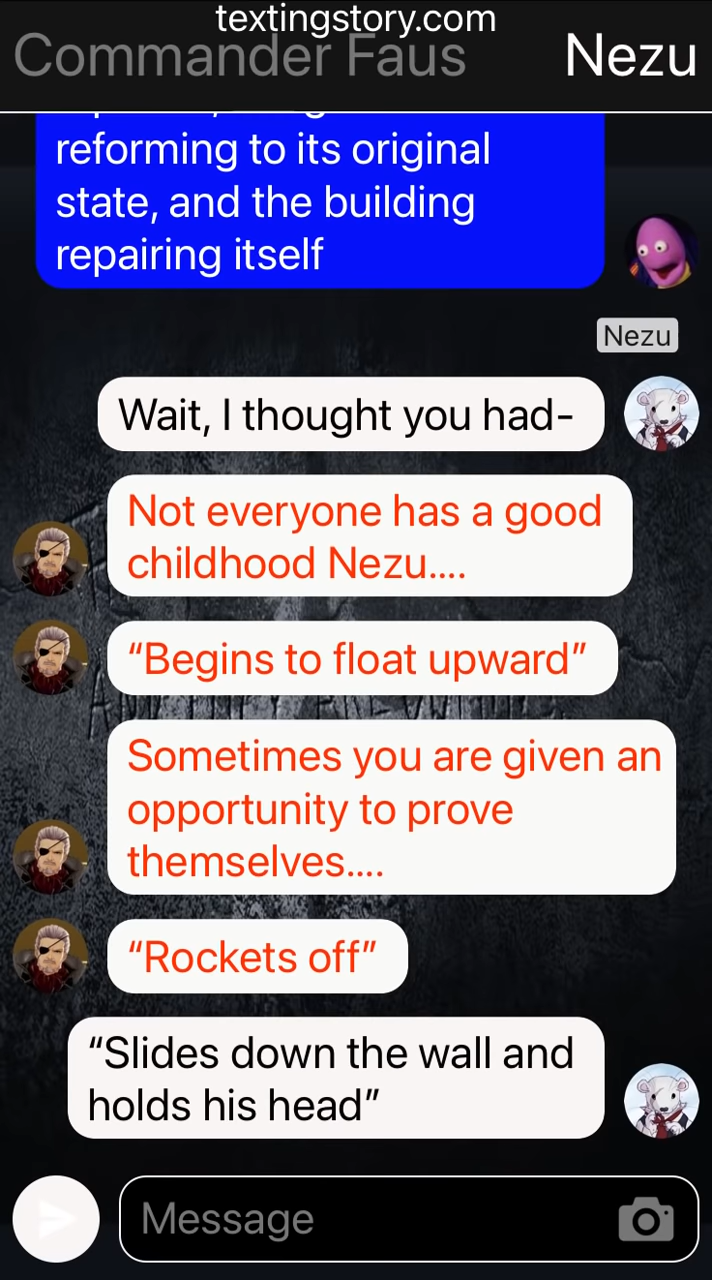 textingstory.com
Commander Faus
Nezu
reforming to its original
state, and the building
repairing itself
Nezu
Wait, I thought you had-
Not everyone has a good
childhood Nezu....
“Begins to float upward”
Sometimes you are given an
opportunity to prove
themselves....
“Rockets off”
“Slides down the wall and
holds his head”
Message